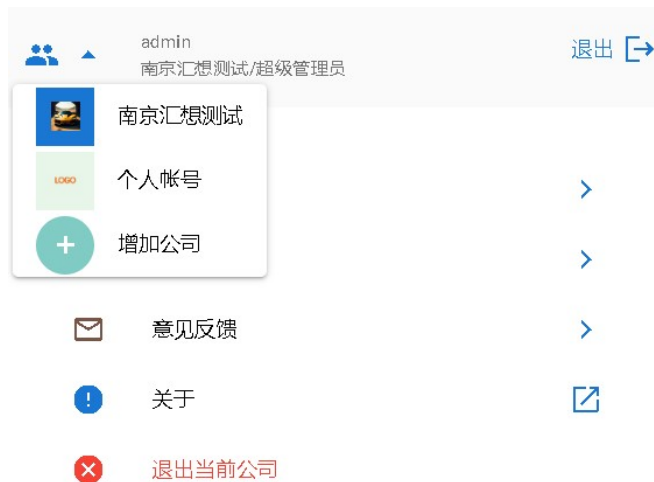 admin
南京汇想测试/超级管理员
退出
南京汇想测试
LOGO
个人帐号
增加公司
意见反馈
关于
退出当前公司